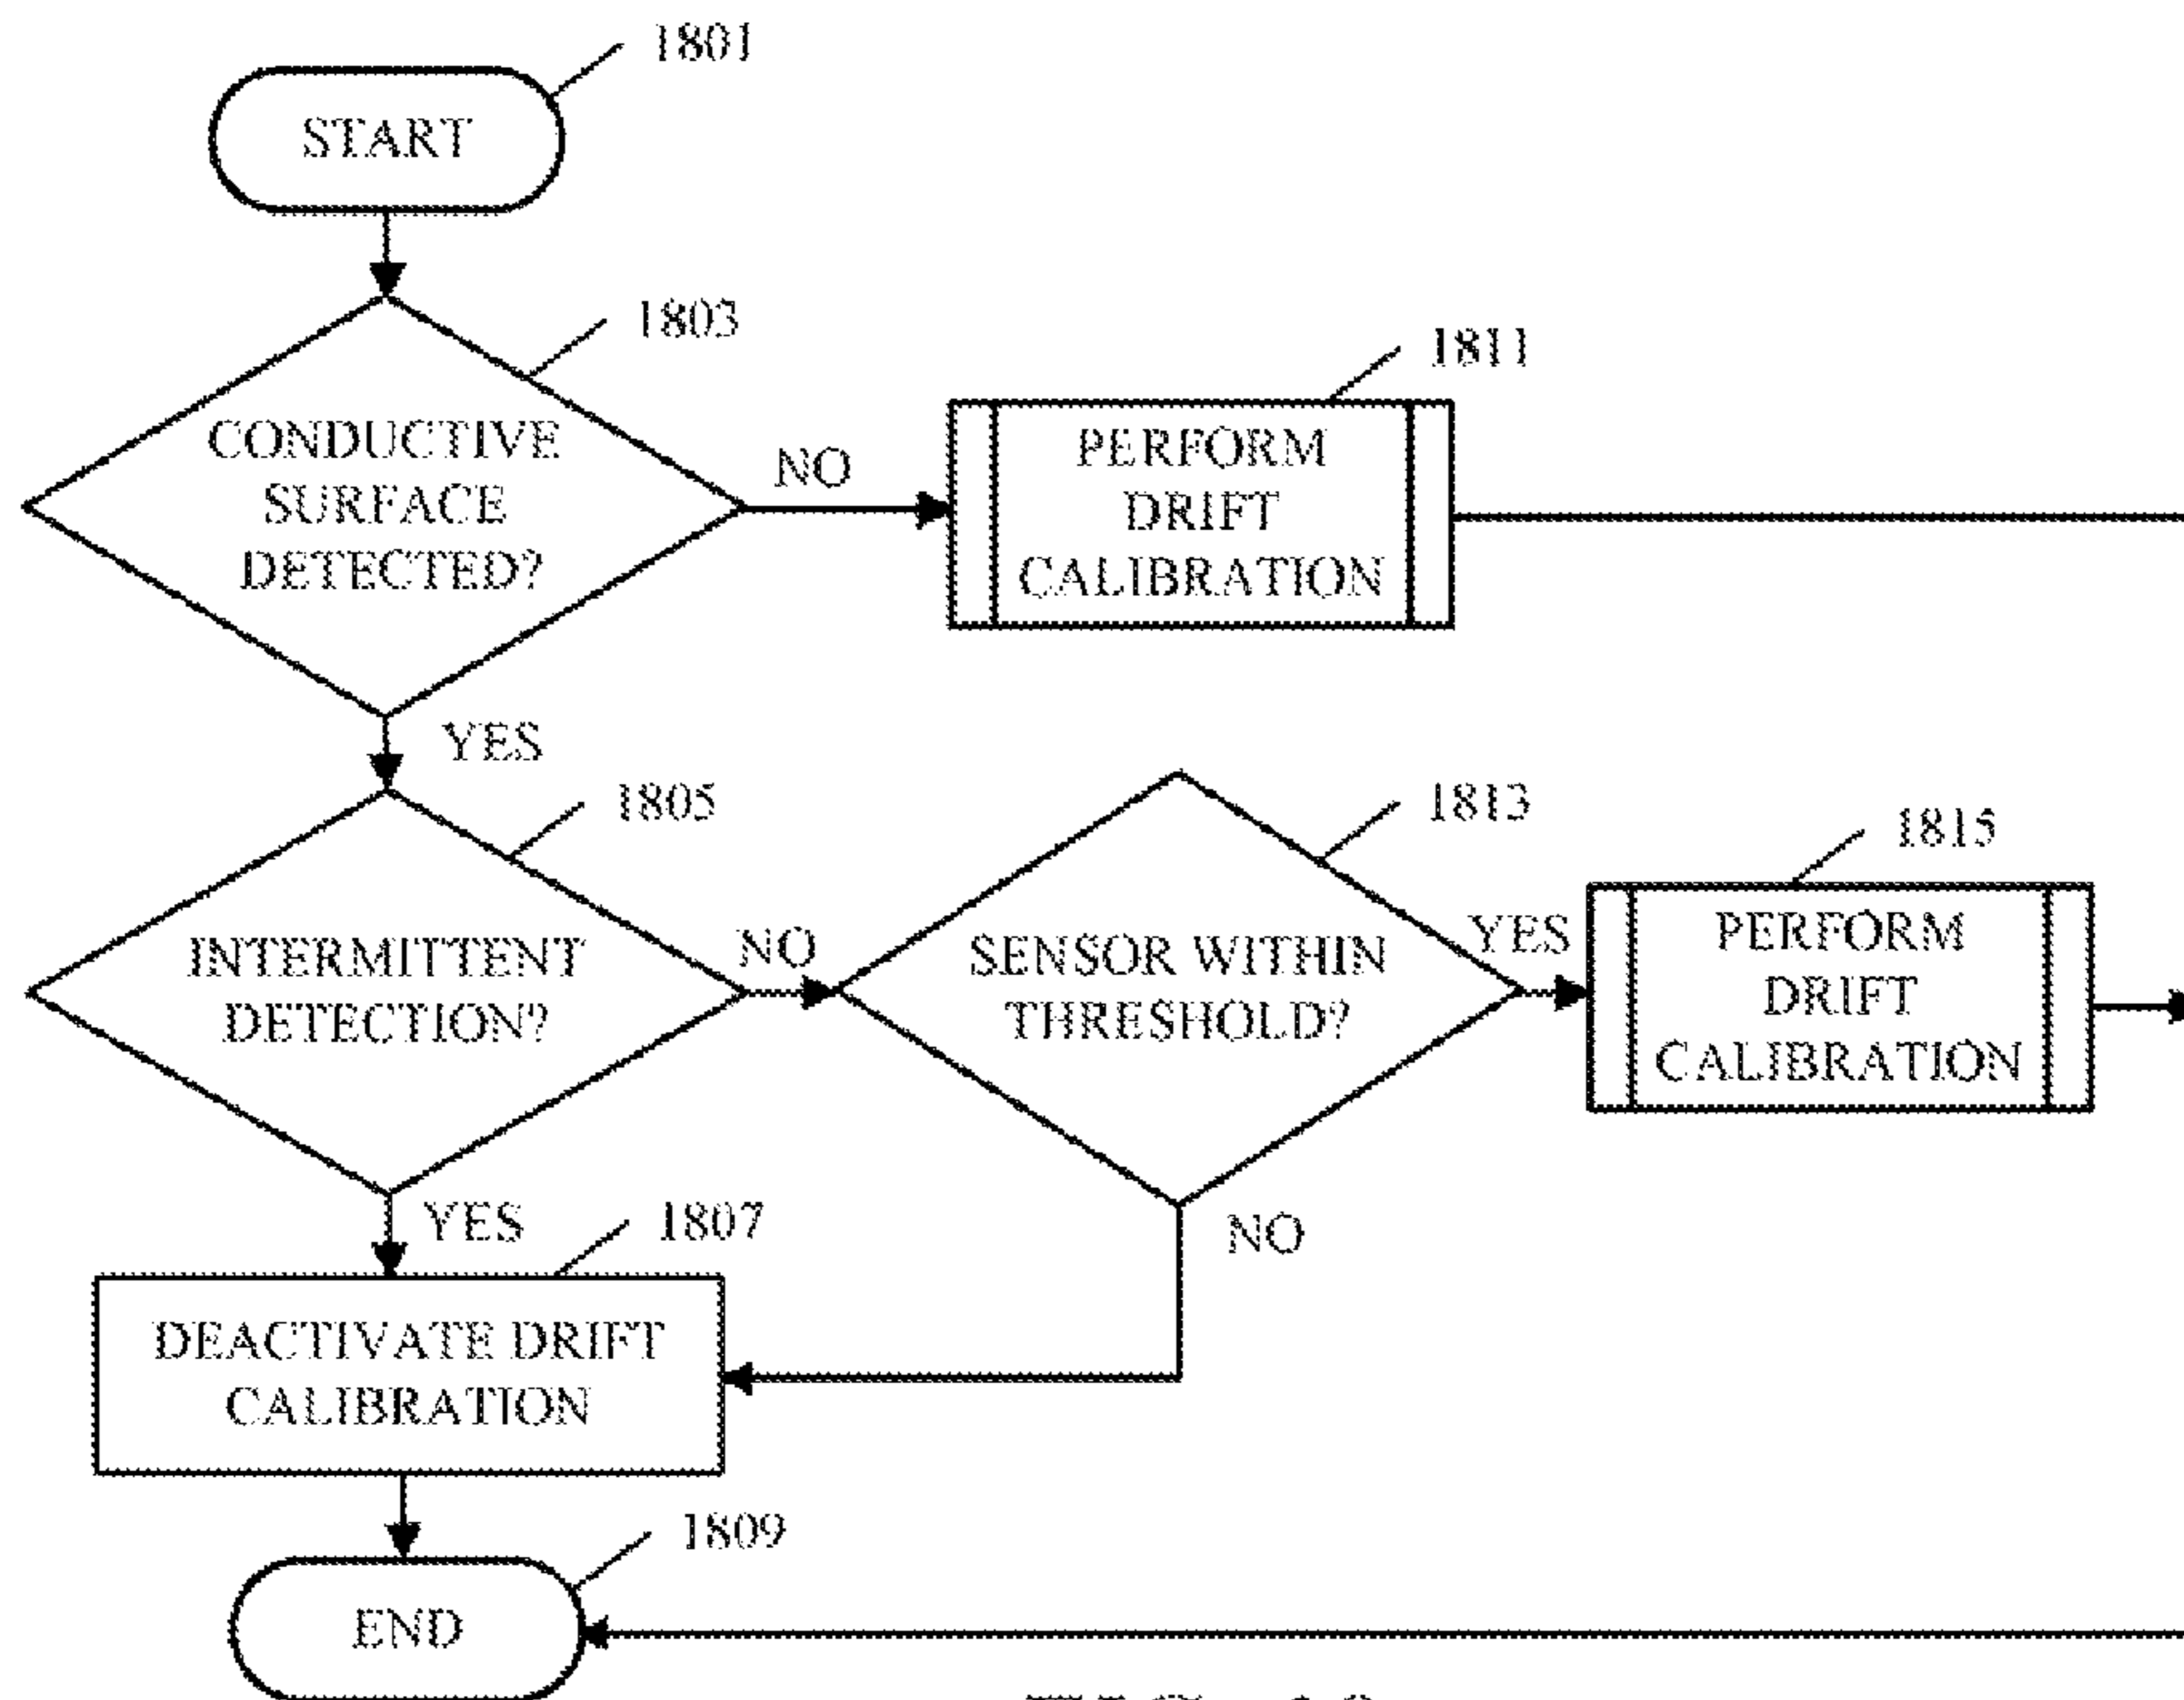 1801
START
1803
CONDUCTIVE
SURFACE
DETECTED?
NO
1811
PERFORM
DRIFT
CALIBRATION
YES
1805
INTERMITTENT
DETECTION?
NO
1813
SENSOR WITHIN
THRESHOLD?
YES
1815
PERFORM
DRIFT
CALIBRATION
YES
NO
1807
DEACTIVATE DRIFT
CALIBRATION
1809
END